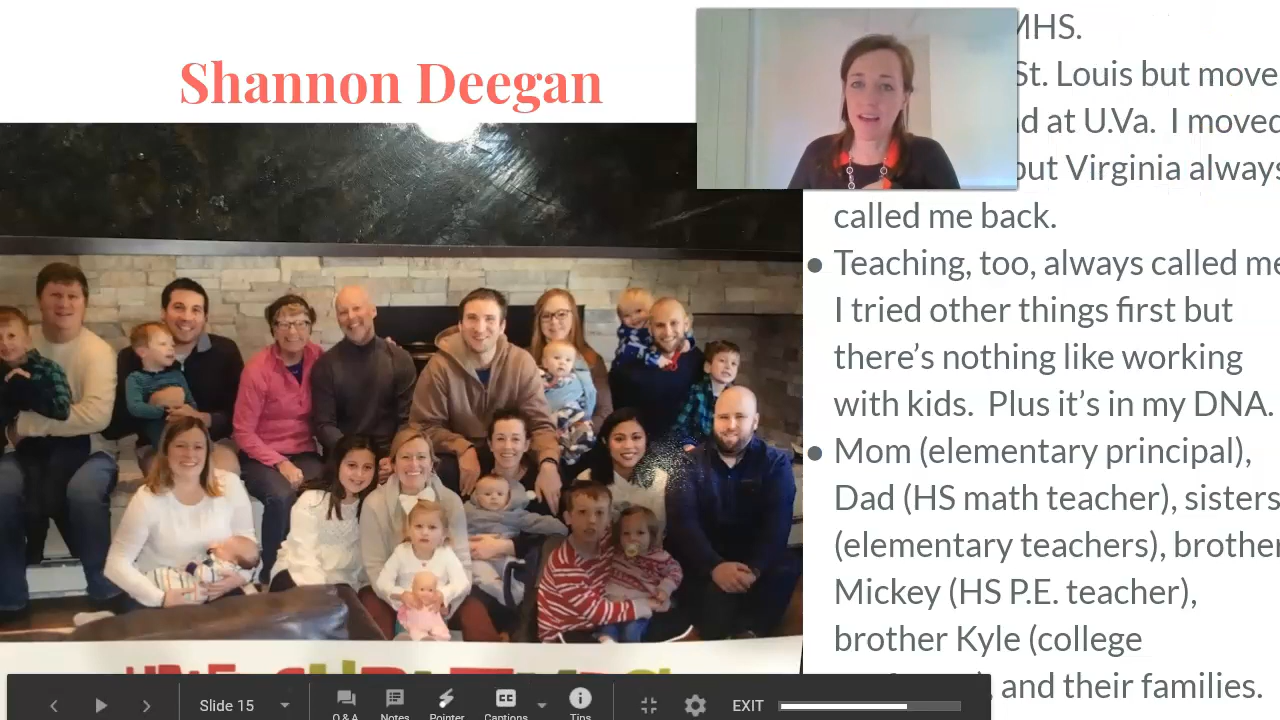 Shannon Deegan
MHS.
St. Louis but move
at U.Va. I moved
but Virginia always
called me back.
● Teaching, too, always called me
I tried other things first but
there's nothing like working
with kids. Plus it's in my DNA.
● Mom (elementary principal),
Dad (HS math teacher), sisters
(elementary teachers), brother
Mickey (HS P.E. teacher),
brother Kyle (college
, and their families.
Slide 15
Q & A
Notes
Pointer
Captions
Tips
EXIT